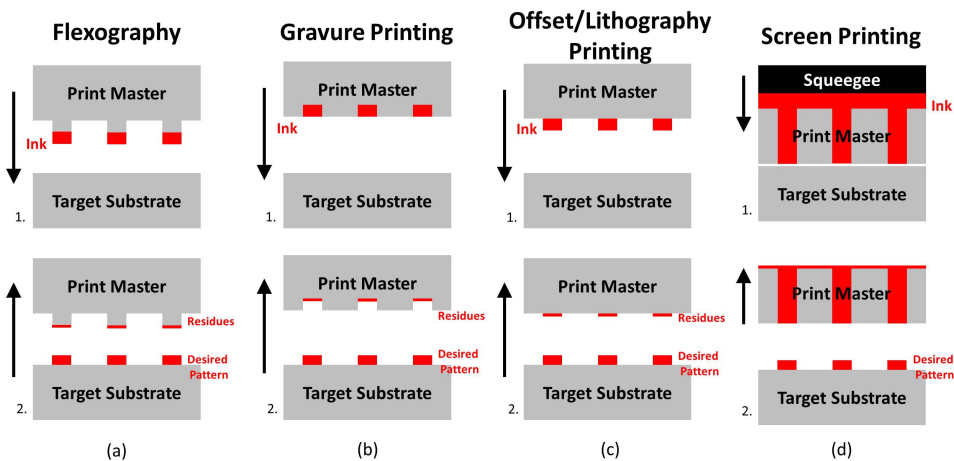 Flexography
Print Master
Ink
Target Substrate
1.
Print Master
Residues
Desired
Pattern
Target Substrate
2.
(a)
Gravure Printing
Print Master
Ink
Target Substrate
1.
Print Master
Residues
Desired
Pattern
Target Substrate
2.
(b)
Offset/Lithography
Printing
Print Master
Ink
Target Substrate
1.
Print Master
Residues
Desired
Pattern
Target Substrate
2.
(c)
Screen Printing
Squeegee
Ink
Print Master
Target Substrate
1.
Print Master
Desired
Pattern
Target Substrate
2.
(d)